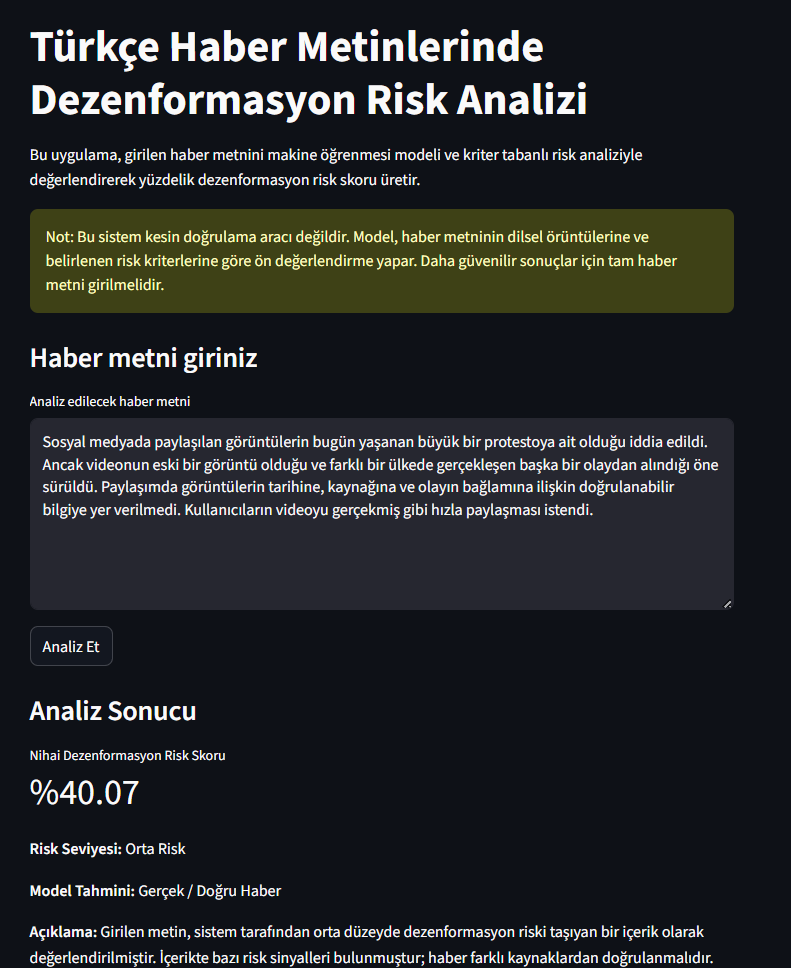 Türkçe Haber Metinlerinde
Dezenformasyon Risk Analizi
Bu uygulama, girilen haber metnini makine öğrenmesi modeli ve kriter tabanlı risk analiziyle
değerlendirerek yüzdelik dezenformasyon risk skoru üretir.
Not: Bu sistem kesin doğrulama aracı değildir. Model, haber metninin dilsel örüntülerine ve
belirlenen risk kriterlerine göre ön değerlendirme yapar. Daha güvenilir sonuçlar için tam haber
metni girilmelidir.
Haber metni giriniz
Analiz edilecek haber metni
Sosyal medyada paylaşılan görüntülerin bugün yaşanan büyük bir protestoya ait olduğu iddia edildi.
Ancak videonun eski bir görüntü olduğu ve farklı bir ülkede gerçekleşen başka bir olaydan alındığı öne
sürüldü. Paylaşımda görüntülerin tarihine, kaynağına ve olayın bağlamına ilişkin doğrulanabilir
bilgiye yer verilmedi. Kullanıcıların videoyu gerçekmiş gibi hızla paylaşması istendi.
Analiz Et
Analiz Sonucu
Nihai Dezenformasyon Risk Skoru
%40.07
Risk Seviyesi: Orta Risk
Model Tahmini: Gerçek / Doğru Haber
Açıklama: Girilen metin, sistem tarafından orta düzeyde dezenformasyon riski taşıyan bir içerik olarak
değerlendirilmiştir. İçerikte bazı risk sinyalleri bulunmuştur; haber farklı kaynaklardan doğrulanmalıdır.